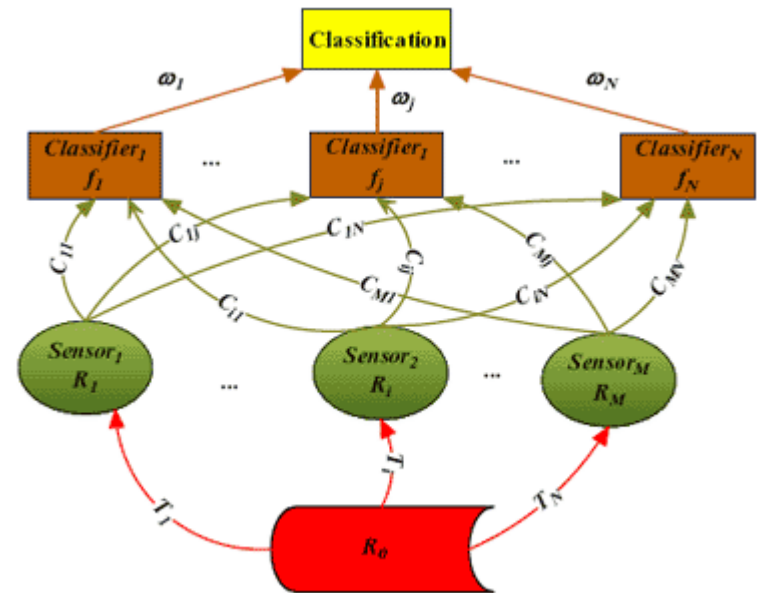 Classification
ω1 ωj ωN
Classifier1 ... Classifier1 ... ClassifierN
f1 fj fN
C11 C1j C1N Ci1 CM1 Cij CMj CiN CMN
Sensor1 ... Sensor2 ... SensorM
R1 Ri RM
T1 Ti TN
R0